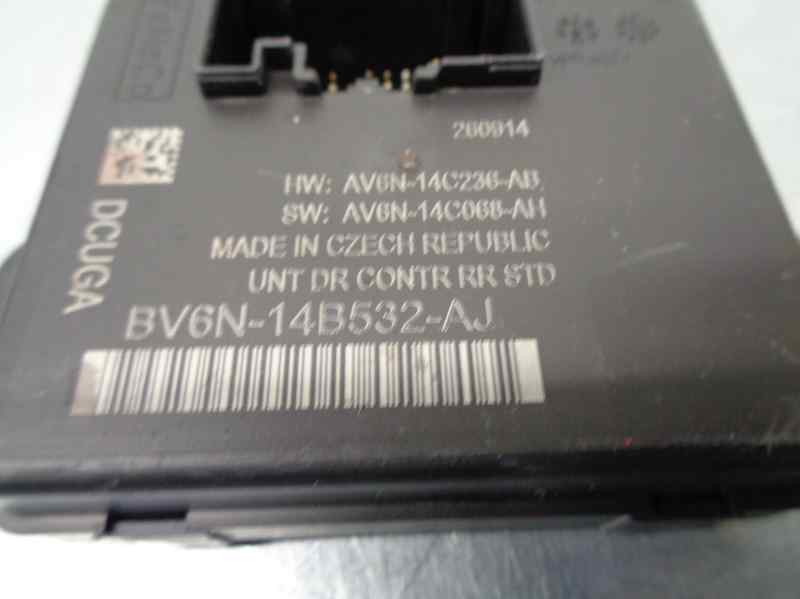 260914
HW: AV6N-14C236-AB
SW: AV6N-14C068-AH
MADE IN CZECH REPUBLIC
UNT DR CONTR RR STD
DCUGA
BV6N-14B532-AJ